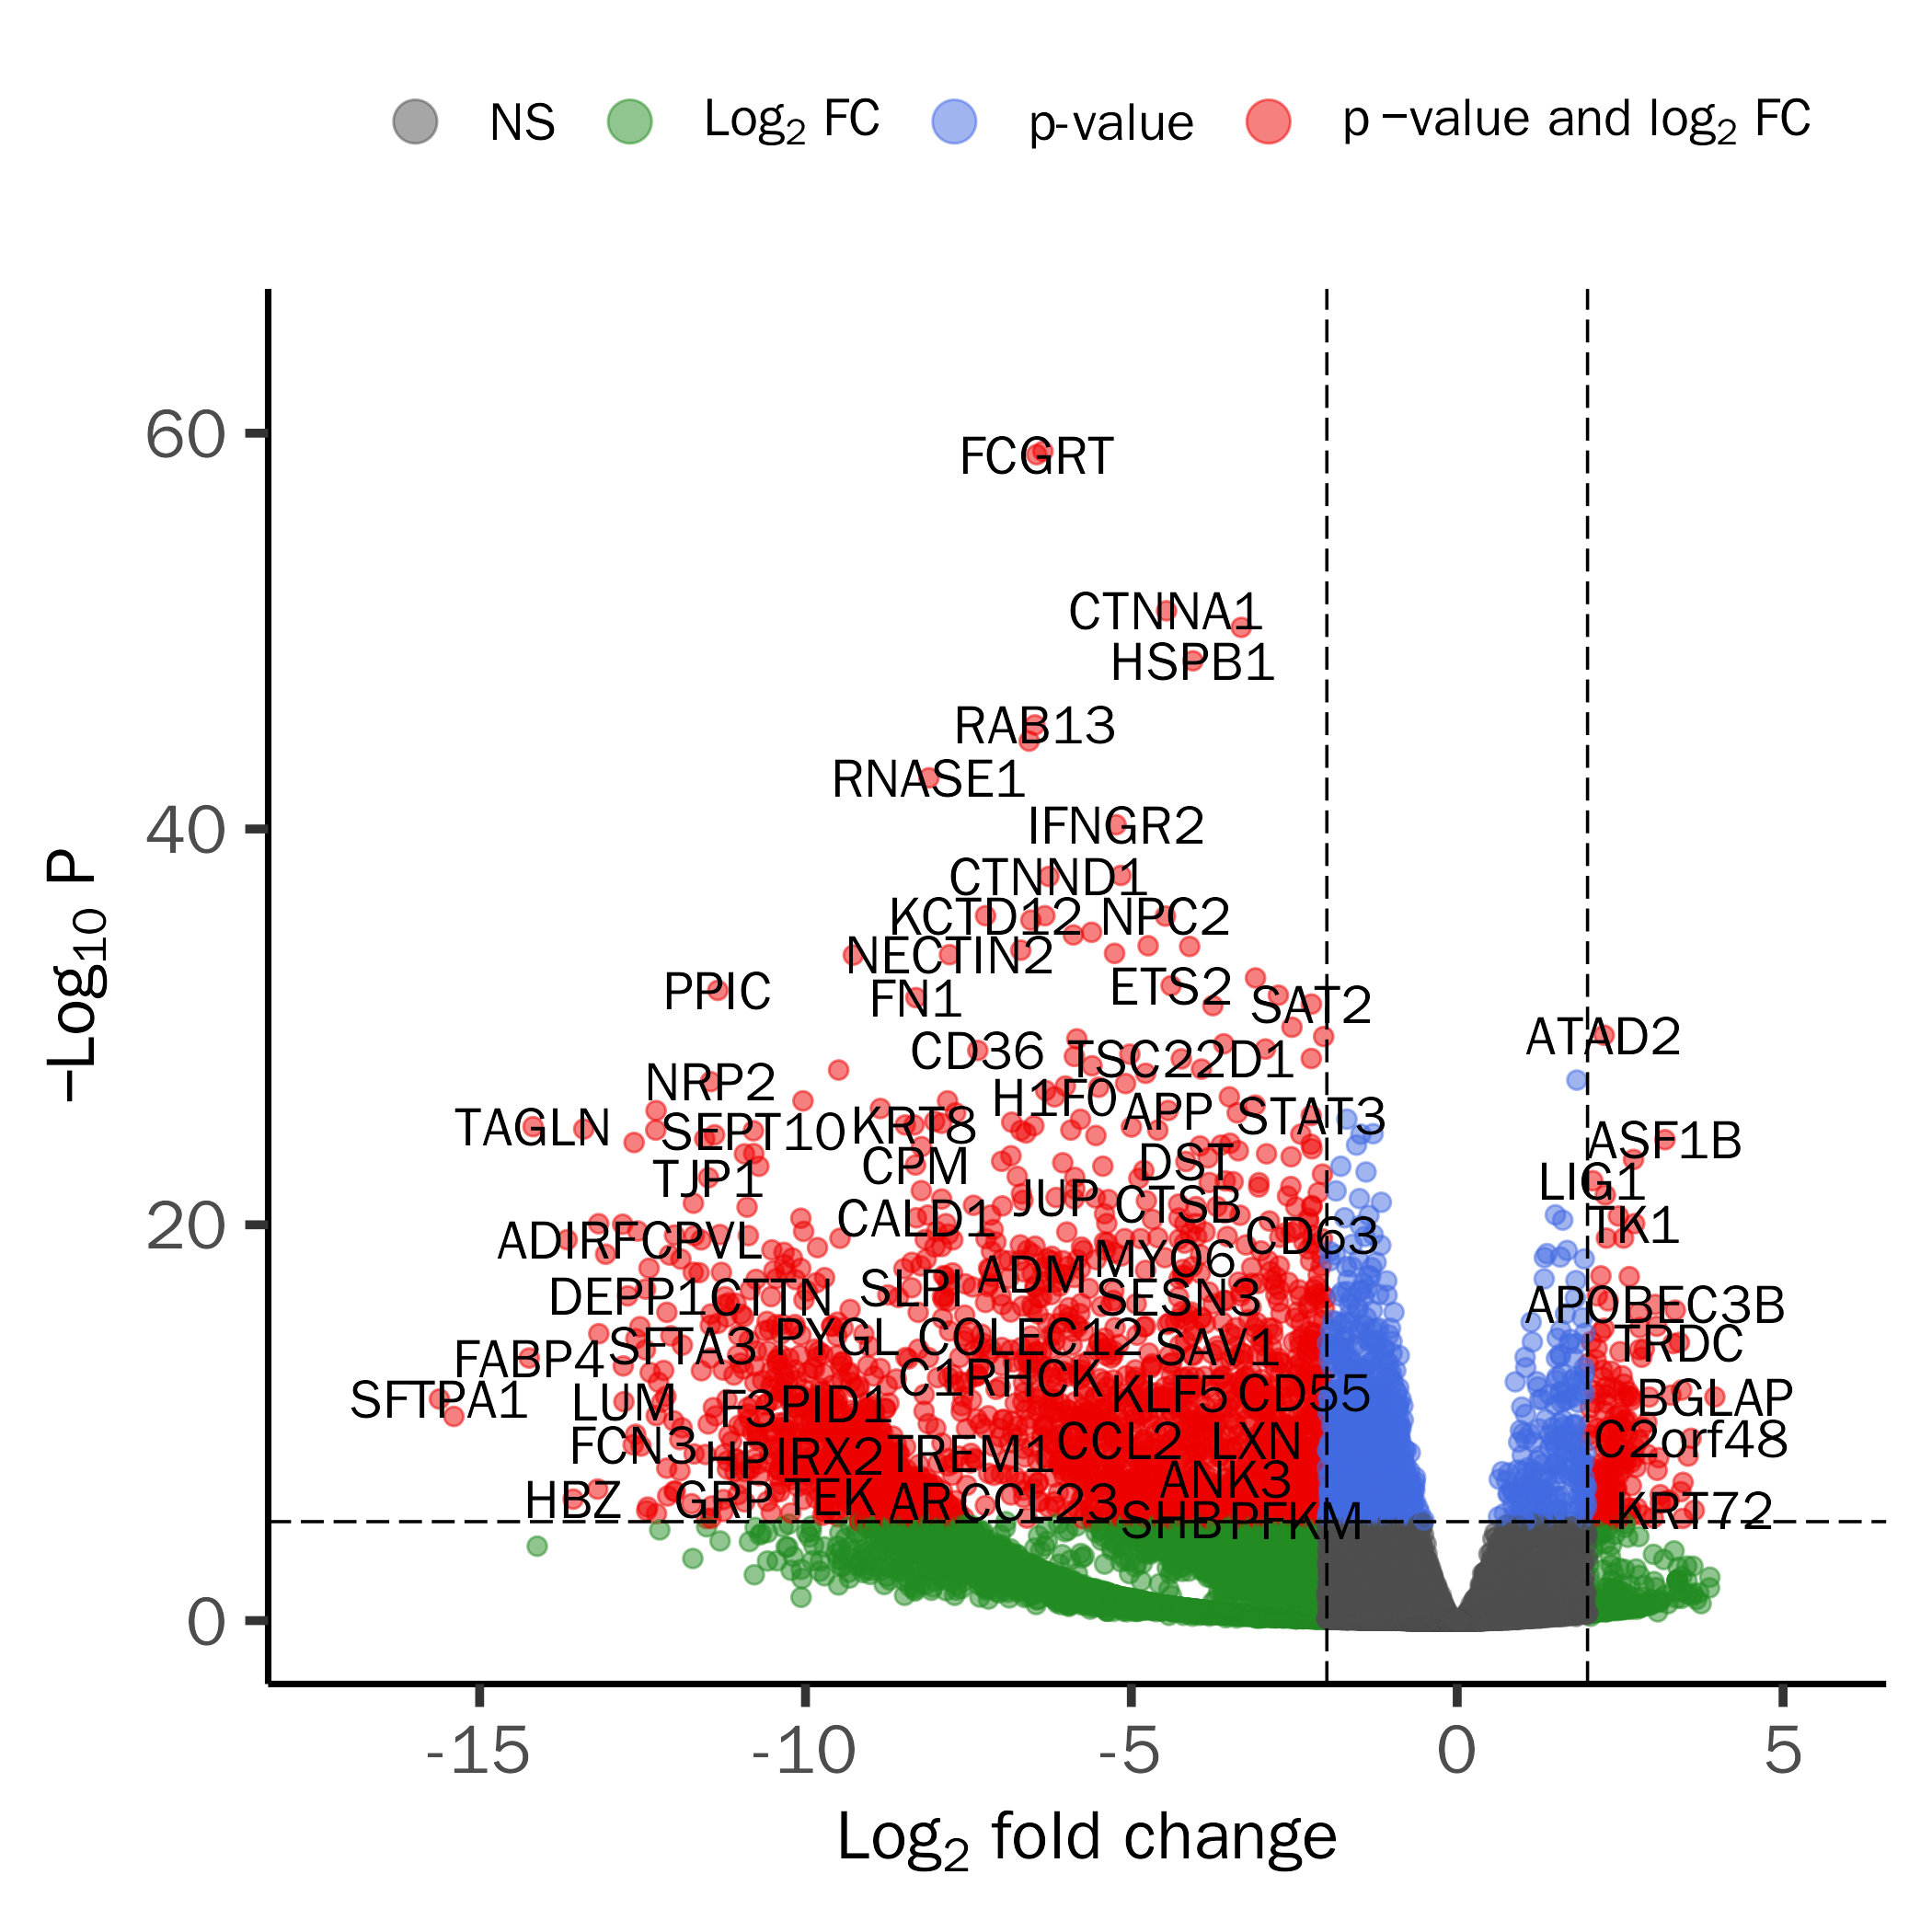 NS Log2 FC p-value p −value and log2 FC
60
FCGRT
CTNNA1
HSPB1
RAB13
RNASE1
40
IFNGR2
CTNND1
KCTD12 NPC2
NECTIN2
PPIC FN1 ETS2 SAT2
ATAD2
CD36 TSC22D1
NRP2 H1F0
TAGLN SEPT10 KRT8 APP STAT3
ASF1B
TJP1 CPM DST
LIG1
JUP CTSB
20
CALD1 TK1
ADIRF CPVL CD63
MYO6
DEPP1 CTTN SLPI ADM SESN3
APOBEC3B
SFTA3 PYGL COLEC12 SAV1 TRDC
FABP4
C1R HCK
SFTPA1 LUM F3 PID1 KLF5 CD55 BGLAP
FCN3 HP IRX2 TREM1 CCL2 LXN C2orf48
ANK3
HBZ GRP TEK AR CCL23 KRT72
SHB PFKM
0
-15 -10 -5 0 5
Log2 fold change
−Log10 P